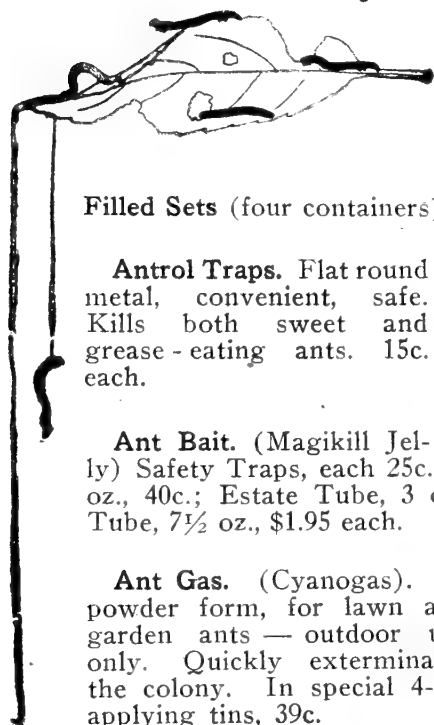 Filled Sets (four containers)
Antrol Traps. Flat round
metal, convenient, safe.
Kills both sweet and
grease-eating ants. 15c.
each.
Ant Bait. (Magikill Jel-
ly) Safety Traps, each 25c.
oz., 40c.; Estate Tube, 3
Tube, 7½ oz., $1.95 each.
Ant Gas. (Cyanogas).
powder form, for lawn
garden ants — outdoor
only. Quickly extermina
the colony. In special 4-
applying tins, 39c.